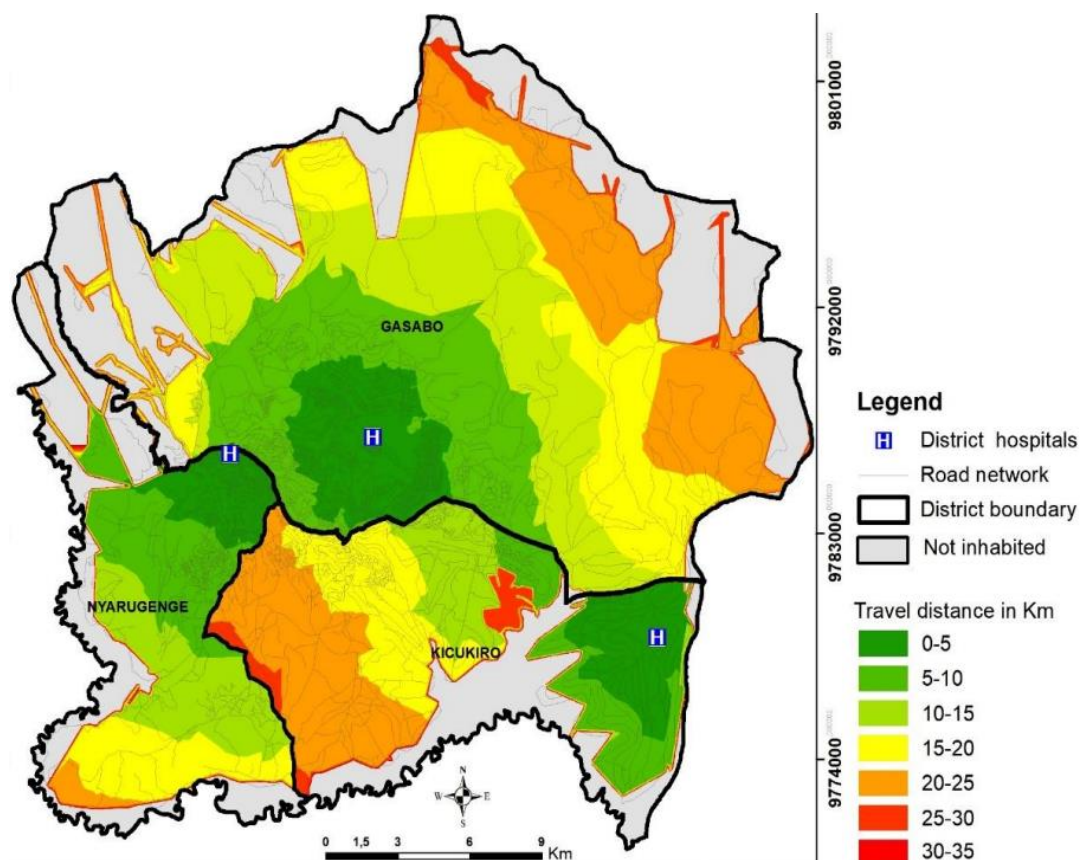 9801000
9792000
GASABO
H
H
9783000
NYARUGENGE
KICUKIRO
H
9774000
N
W E
S
0 1,5 3 6 9
Km
Legend
H District hospitals
Road network
District boundary
Not inhabited
Travel distance in Km
0-5
5-10
10-15
15-20
20-25
25-30
30-35